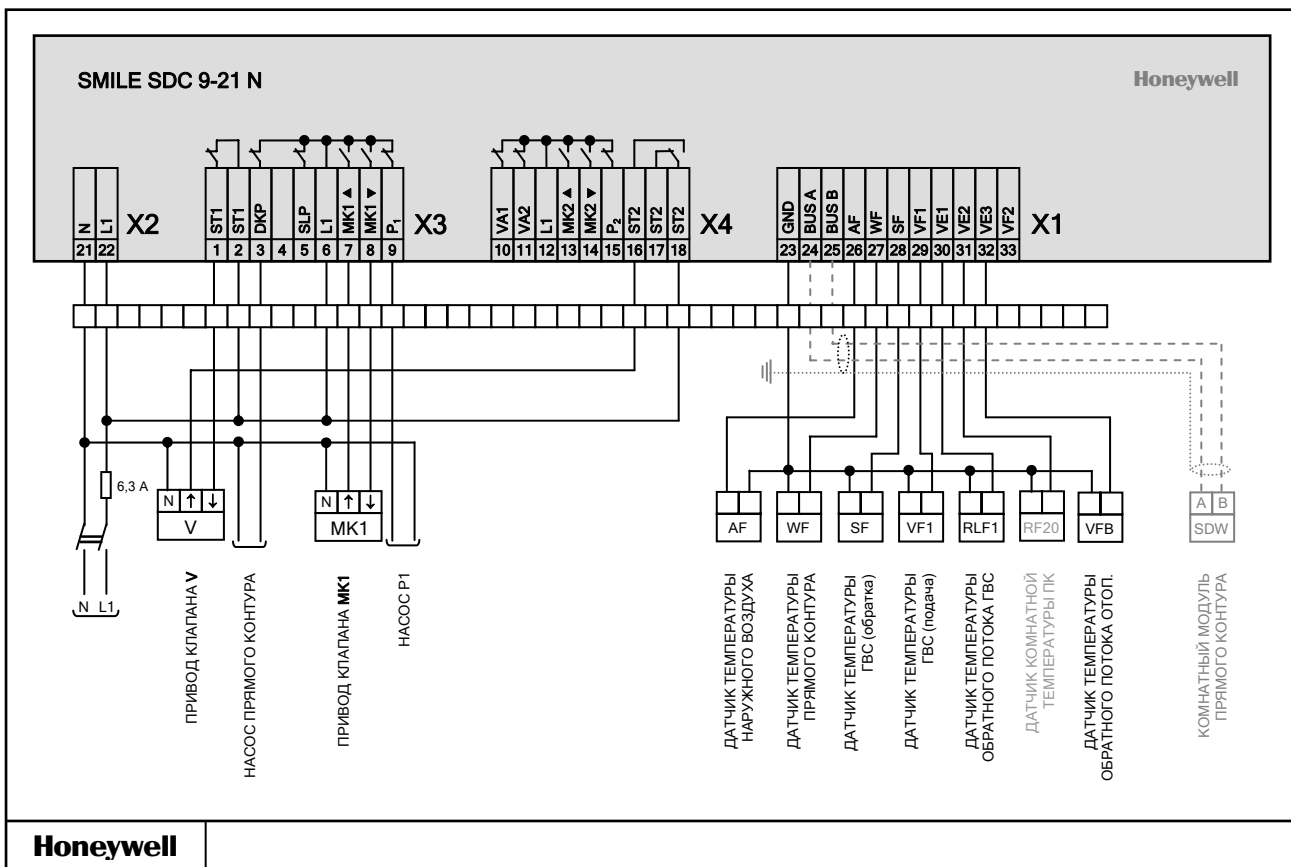 SMILE SDC 9-21 N
Honeywell
N L1 X2
ST1 ST1 DKP SLP L1 MK1 ▲ MK1 ▼ P1 X3
VA1 VA2 L1 MK2 ▲ MK2 ▼ P2 ST2 ST2 ST2 X4
GND BUS A BUS B AF WF SF VF1 VE1 VE2 VE3 VF2 X1
21 22
1 2 3 4 5 6 7 8 9
10 11 12 13 14 15 16 17 18
23 24 25 26 27 28 29 30 31 32 33
6,3 A
N L1
N ↑ ↓
V
N ↑ ↓
MK1
AF
WF
SF
VF1
RLF1
RF20
VFB
A B
SDW
ПРИВОД КЛАПАНА V
НАСОС ПРЯМОГО КОНТУРА
ПРИВОД КЛАПАНА MK1
НАСОС P1
ДАТЧИК ТЕМПЕРАТУРЫ
НАРУЖНОГО ВОЗДУХА
ДАТЧИК ТЕМПЕРАТУРЫ
ПРЯМОГО КОНТУРА
ДАТЧИК ТЕМПЕРАТУРЫ
ГВС (обратка)
ДАТЧИК ТЕМПЕРАТУРЫ
ГВС (подача)
ДАТЧИК ТЕМПЕРАТУРЫ
ОБРАТНОГО ПОТОКА ГВС
ДАТЧИК КОМНАТНОЙ
ТЕМПЕРАТУРЫ ПК
ДАТЧИК ТЕМПЕРАТУРЫ
ОБРАТНОГО ПОТОКА ОТОП.
КОМНАТНЫЙ МОДУЛЬ
ПРЯМОГО КОНТУРА
Honeywell